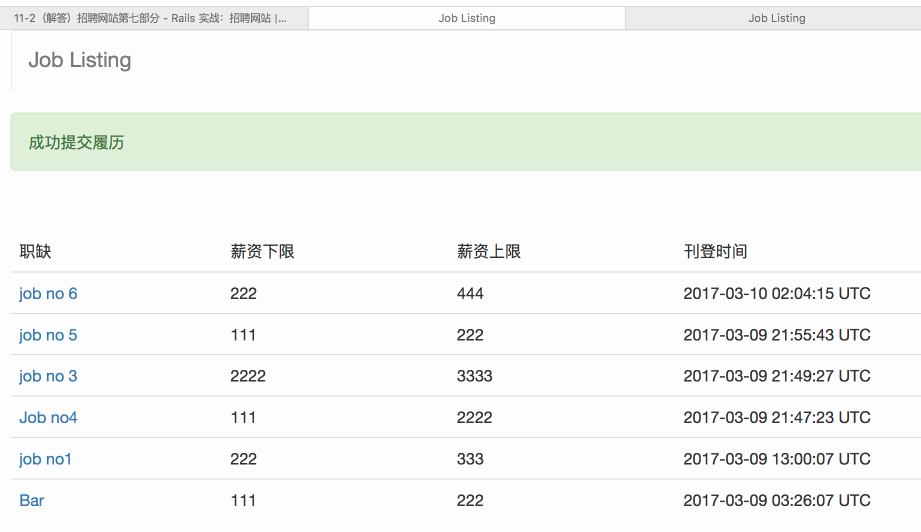 11-2（解答）招聘网站第七部分 - Rails 实战：招聘网站 |... Job Listing Job Listing
Job Listing
成功提交履历
职缺 薪资下限 薪资上限 刊登时间
job no 6 222 444 2017-03-10 02:04:15 UTC
job no 5 111 222 2017-03-09 21:55:43 UTC
job no 3 2222 3333 2017-03-09 21:49:27 UTC
Job no4 111 2222 2017-03-09 21:47:23 UTC
job no1 222 333 2017-03-09 13:00:07 UTC
Bar 111 222 2017-03-09 03:26:07 UTC